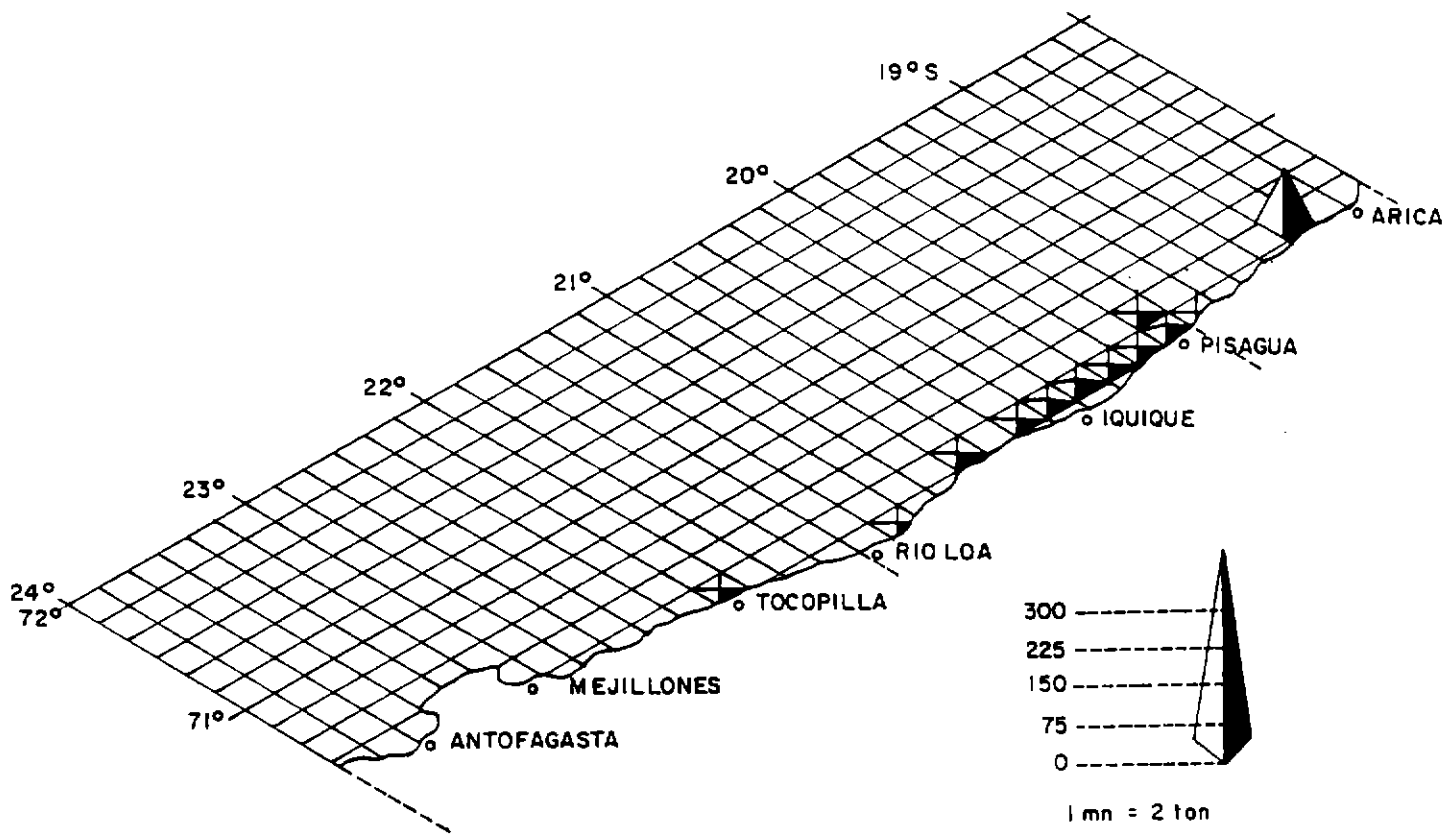 19° S
20°
ARICA
21°
PISAGUA
22°
IQUIQUE
23°
RIO LOA
24°
72°
TOCOPILLA
300
225
MEJILLONES
150
71°
75
ANTOFAGASTA
0
1 mn = 2 ton